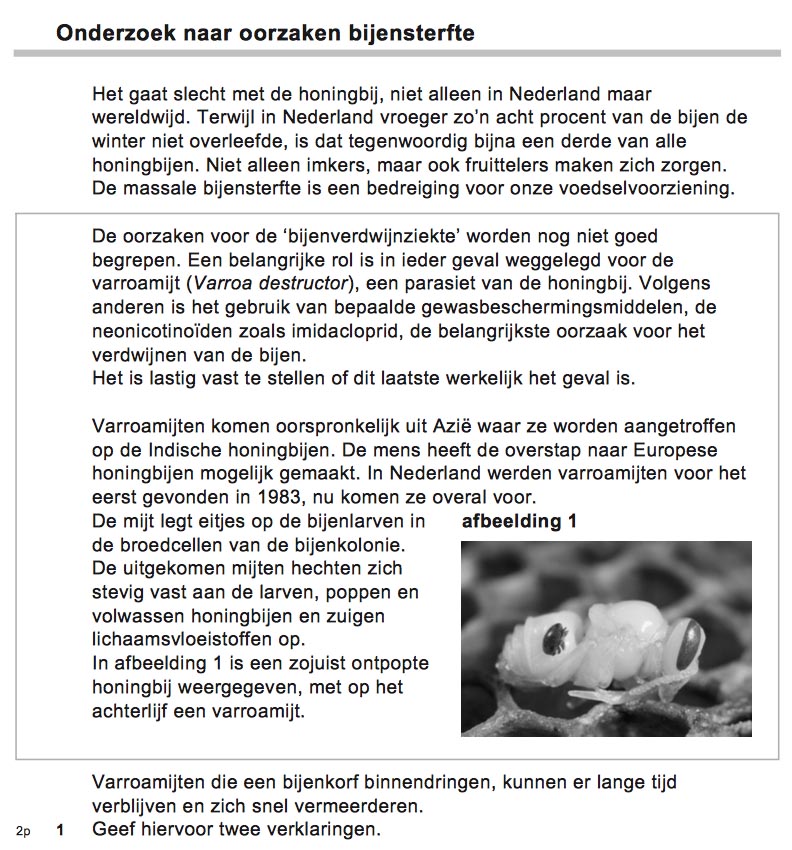 Onderzoek naar oorzaken bijensterfte
Het gaat slecht met de honingbij, niet alleen in Nederland maar
wereldwijd. Terwijl in Nederland vroeger zo'n acht procent van de bijen de
winter niet overleefde, is dat tegenwoordig bijna een derde van alle
honingbijen. Niet alleen imkers, maar ook fruittelers maken zich zorgen.
De massale bijensterfte is een bedreiging voor onze voedselvoorziening.
De oorzaken voor de 'bijenverdwijnziekte' worden nog niet goed
begrepen. Een belangrijke rol is in ieder geval weggelegd voor de
varroamijt (Varroa destructor), een parasiet van de honingbij. Volgens
anderen is het gebruik van bepaalde gewasbeschermingsmiddelen, de
neonicotinoïden zoals imidacloprid, de belangrijkste oorzaak voor het
verdwijnen van de bijen.
Het is lastig vast te stellen of dit laatste werkelijk het geval is.
Varroamijten komen oorspronkelijk uit Azië waar ze worden aangetroffen
op de Indische honingbijen. De mens heeft de overstap naar Europese
honingbijen mogelijk gemaakt. In Nederland werden varroamijten voor het
eerst gevonden in 1983, nu komen ze overal voor.
De mijt legt eitjes op de bijenlarven in
de broedcellen van de bijenkolonie.
De uitgekomen mijten hechten zich
stevig vast aan de larven, poppen en
volwassen honingbijen en zuigen
lichaamsvloeistoffen op.
In afbeelding 1 is een zojuist ontpopte
honingbij weergegeven, met op het
achterlijf een varroamijt.
afbeelding 1
Varroamijten die een bijenkorf binnendringen, kunnen er lange tijd
verblijven en zich snel vermeerderen.
2p 1 Geef hiervoor twee verklaringen.